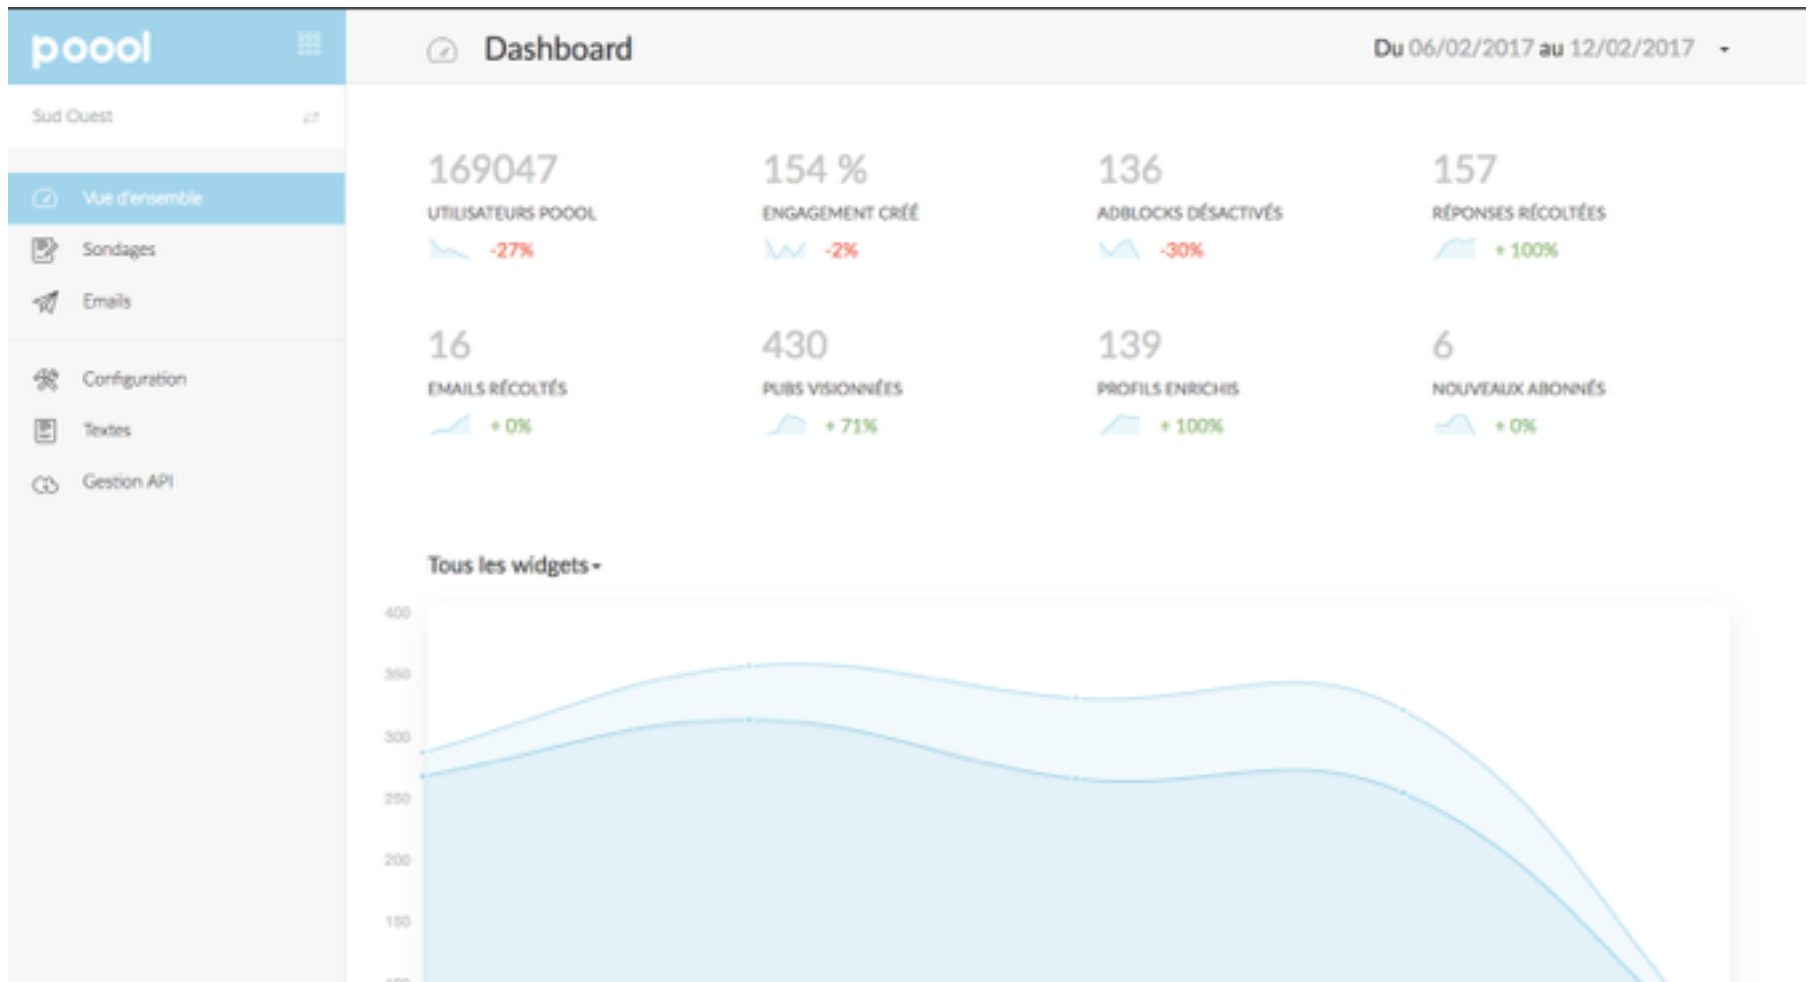 poool
Dashboard
Du 06/02/2017 au 12/02/2017
Sud Ouest
Vue d'ensemble
Sondages
Emails
Configuration
Textes
Gestion API
169047
UTILISATEURS POOOL
-27%
154 %
ENGAGEMENT CRÉÉ
-2%
136
ADBLOCKS DÉSACTIVÉS
-30%
157
RÉPONSES RÉCOLTÉES
+ 100%
16
EMAILS RÉCOLTÉS
+ 0%
430
PUBS VISIONNÉES
+ 71%
139
PROFILS ENRICHIS
+ 100%
6
NOUVEAUX ABONNÉS
+ 0%
Tous les widgets
400
350
300
250
200
150